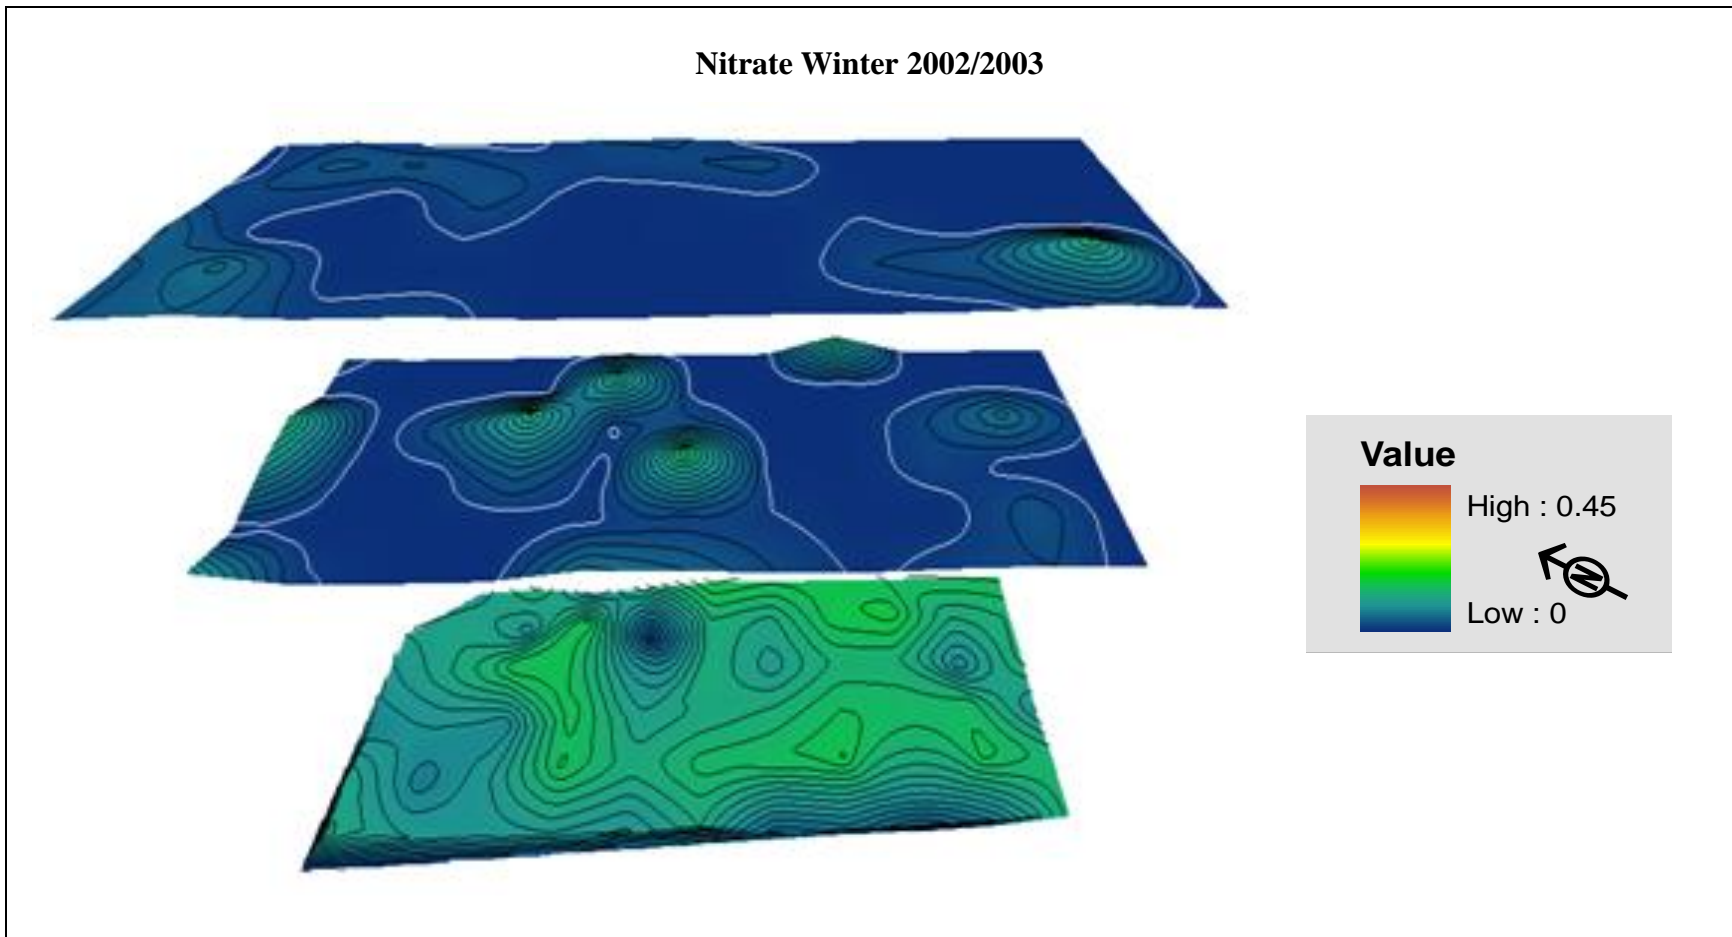 Nitrate Winter 2002/2003
Value
High : 0.45
N
Low : 0